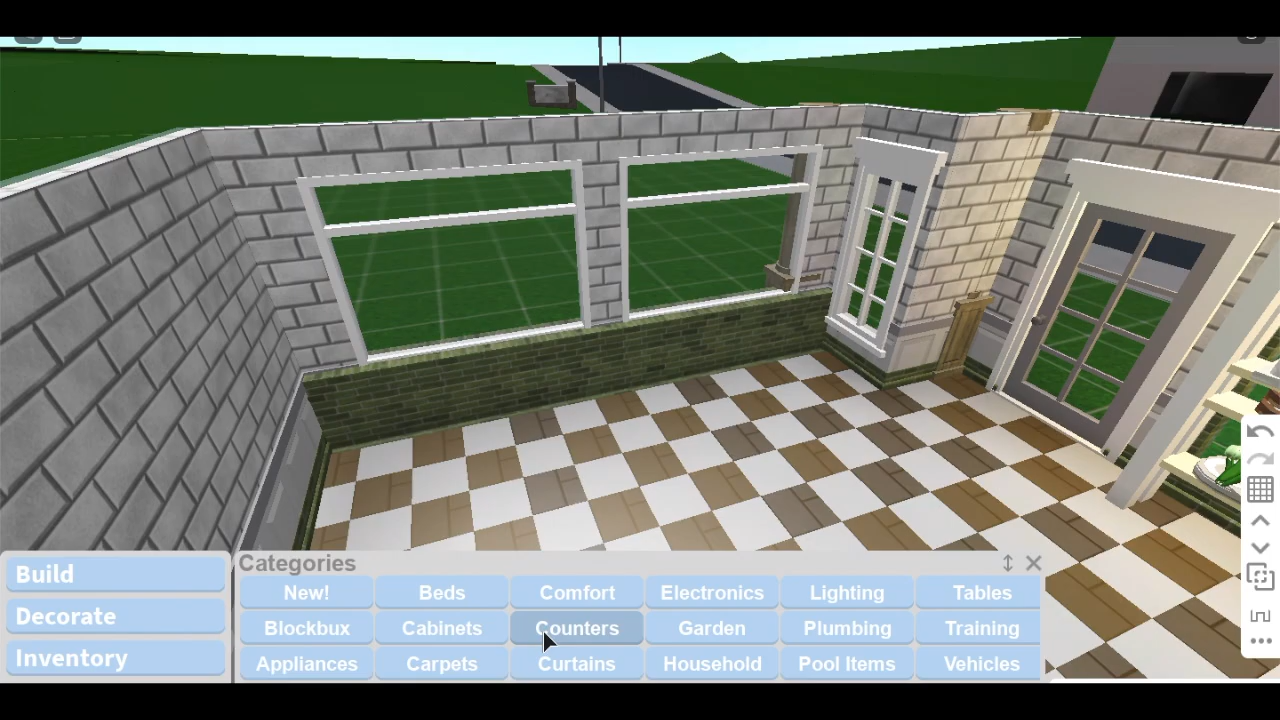 Build
Decorate
Inventory
Categories
New! Beds Comfort Electronics Lighting Tables
Blockbux Cabinets Counters Garden Plumbing Training
Appliances Carpets Curtains Household Pool Items Vehicles